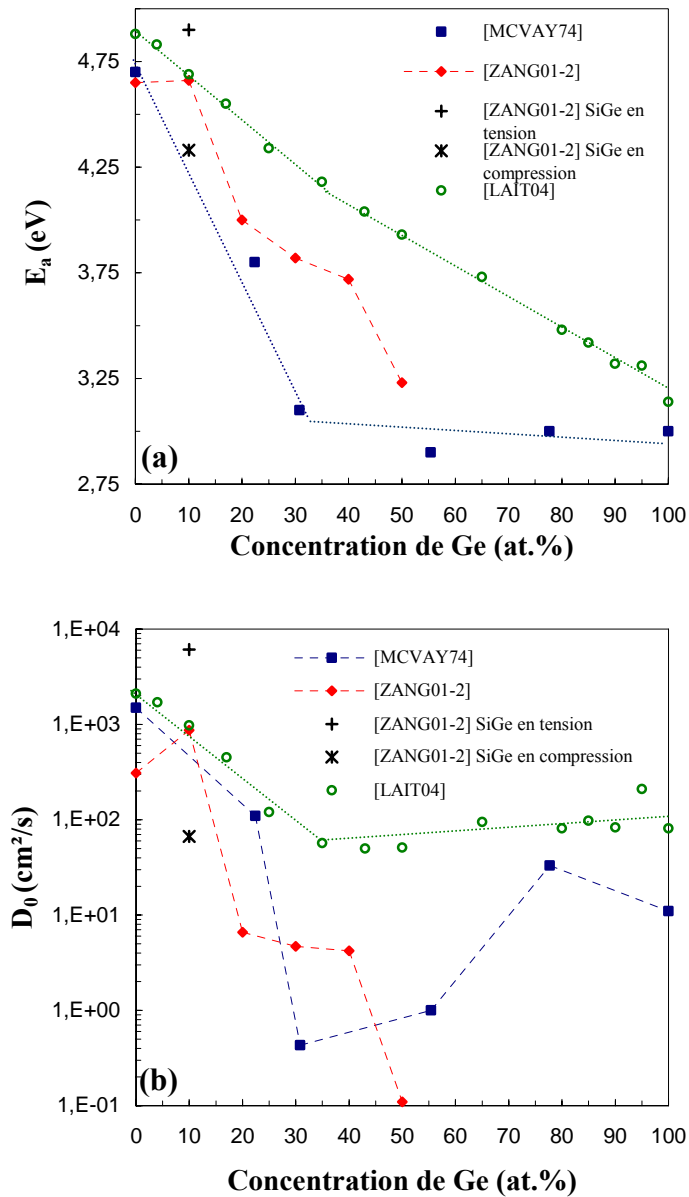 4,75
4,25
3,75
3,25
2,75
E_a (eV)
[MCVAY74]
[ZANG01-2]
[ZANG01-2] SiGe en
tension
[ZANG01-2] SiGe en
compression
[LAIT04]
(a)
0 10 20 30 40 50 60 70 80 90 100
Concentration de Ge (at.%)
1,E+04
1,E+03
1,E+02
1,E+01
1,E+00
1,E-01
D_0 (cm²/s)
[MCVAY74]
[ZANG01-2]
[ZANG01-2] SiGe en tension
[ZANG01-2] SiGe en compression
[LAIT04]
(b)
0 10 20 30 40 50 60 70 80 90 100
Concentration de Ge (at.%)